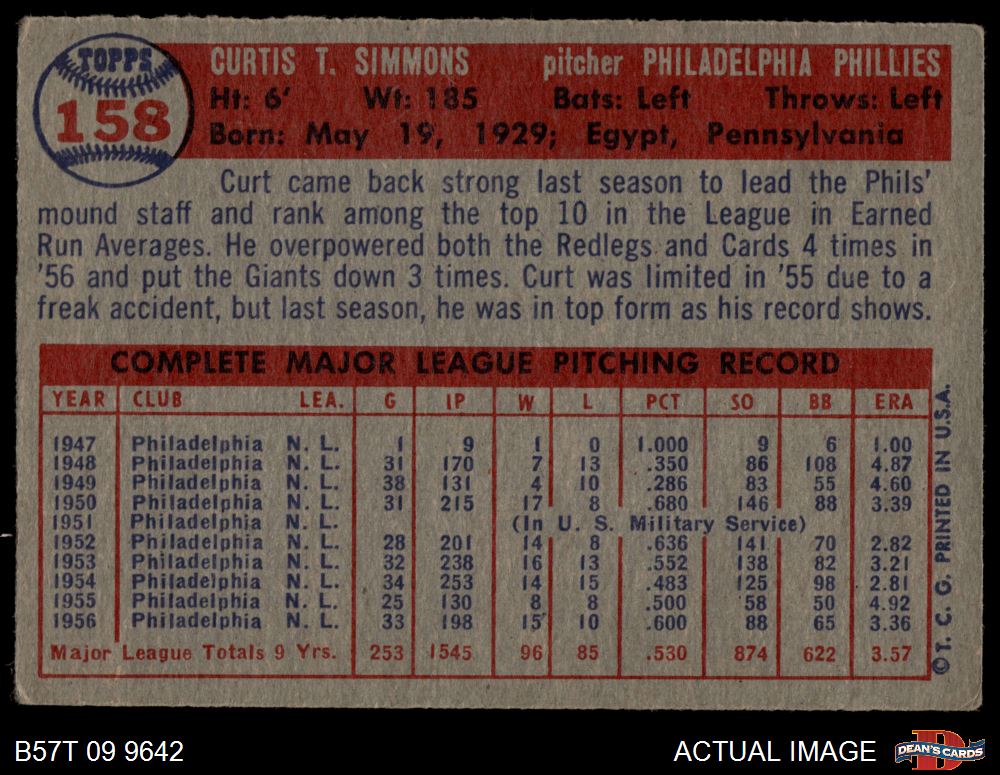 TOPPS
158
CURTIS T. SIMMONS pitcher PHILADELPHIA PHILLIES
Ht: 6' Wt: 185 Bats: Left Throws: Left
Born: May 19, 1929; Egypt, Pennsylvania
Curt came back strong last season to lead the Phils'
mound staff and rank among the top 10 in the League in Earned
Run Averages. He overpowered both the Redlegs and Cards 4 times in
'56 and put the Giants down 3 times. Curt was limited in '55 due to a
freak accident, but last season, he was in top form as his record shows.
COMPLETE MAJOR LEAGUE PITCHING RECORD
YEAR CLUB LEA. G IP W L PCT SO BB ERA
1947 Philadelphia N. L. 1 9 1 0 1.000 9 6 1.00
1948 Philadelphia N. L. 31 170 7 13 .350 86 108 4.87
1949 Philadelphia N. L. 38 131 4 10 .286 83 55 4.60
1950 Philadelphia N. L. 31 215 17 8 .680 146 88 3.39
1951 Philadelphia N. L. (In U. S. Military Service)
1952 Philadelphia N. L. 28 201 14 8 .636 141 70 2.82
1953 Philadelphia N. L. 32 238 16 13 .552 138 82 3.21
1954 Philadelphia N. L. 34 253 14 15 .483 125 98 2.81
1955 Philadelphia N. L. 25 130 8 8 .500 58 50 4.92
1956 Philadelphia N. L. 33 198 15 10 .600 88 65 3.36
Major League Totals 9 Yrs. 253 1545 96 85 .530 874 622 3.57
© T. C. G. PRINTED IN U.S.A.
B57T 09 9642
ACTUAL IMAGE
D
DEAN'S CARDS